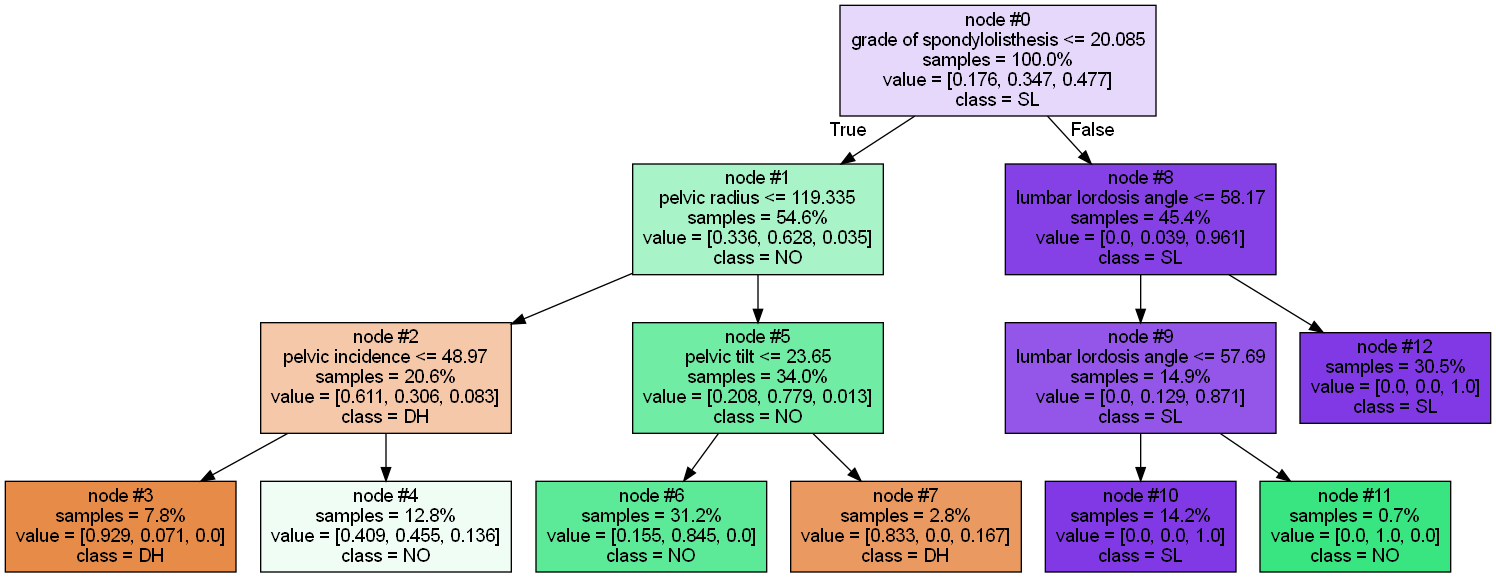 node #0
grade of spondylolisthesis <= 20.085
samples = 100.0%
value = [0.176, 0.347, 0.477]
class = SL
True
False
node #1
pelvic radius <= 119.335
samples = 54.6%
value = [0.336, 0.628, 0.035]
class = NO
node #8
lumbar lordosis angle <= 58.17
samples = 45.4%
value = [0.0, 0.039, 0.961]
class = SL
node #2
pelvic incidence <= 48.97
samples = 20.6%
value = [0.611, 0.306, 0.083]
class = DH
node #5
pelvic tilt <= 23.65
samples = 34.0%
value = [0.208, 0.779, 0.013]
class = NO
node #9
lumbar lordosis angle <= 57.69
samples = 14.9%
value = [0.0, 0.129, 0.871]
class = SL
node #12
samples = 30.5%
value = [0.0, 0.0, 1.0]
class = SL
node #3
samples = 7.8%
value = [0.929, 0.071, 0.0]
class = DH
node #4
samples = 12.8%
value = [0.409, 0.455, 0.136]
class = NO
node #6
samples = 31.2%
value = [0.155, 0.845, 0.0]
class = NO
node #7
samples = 2.8%
value = [0.833, 0.0, 0.167]
class = DH
node #10
samples = 14.2%
value = [0.0, 0.0, 1.0]
class = SL
node #11
samples = 0.7%
value = [0.0, 1.0, 0.0]
class = NO